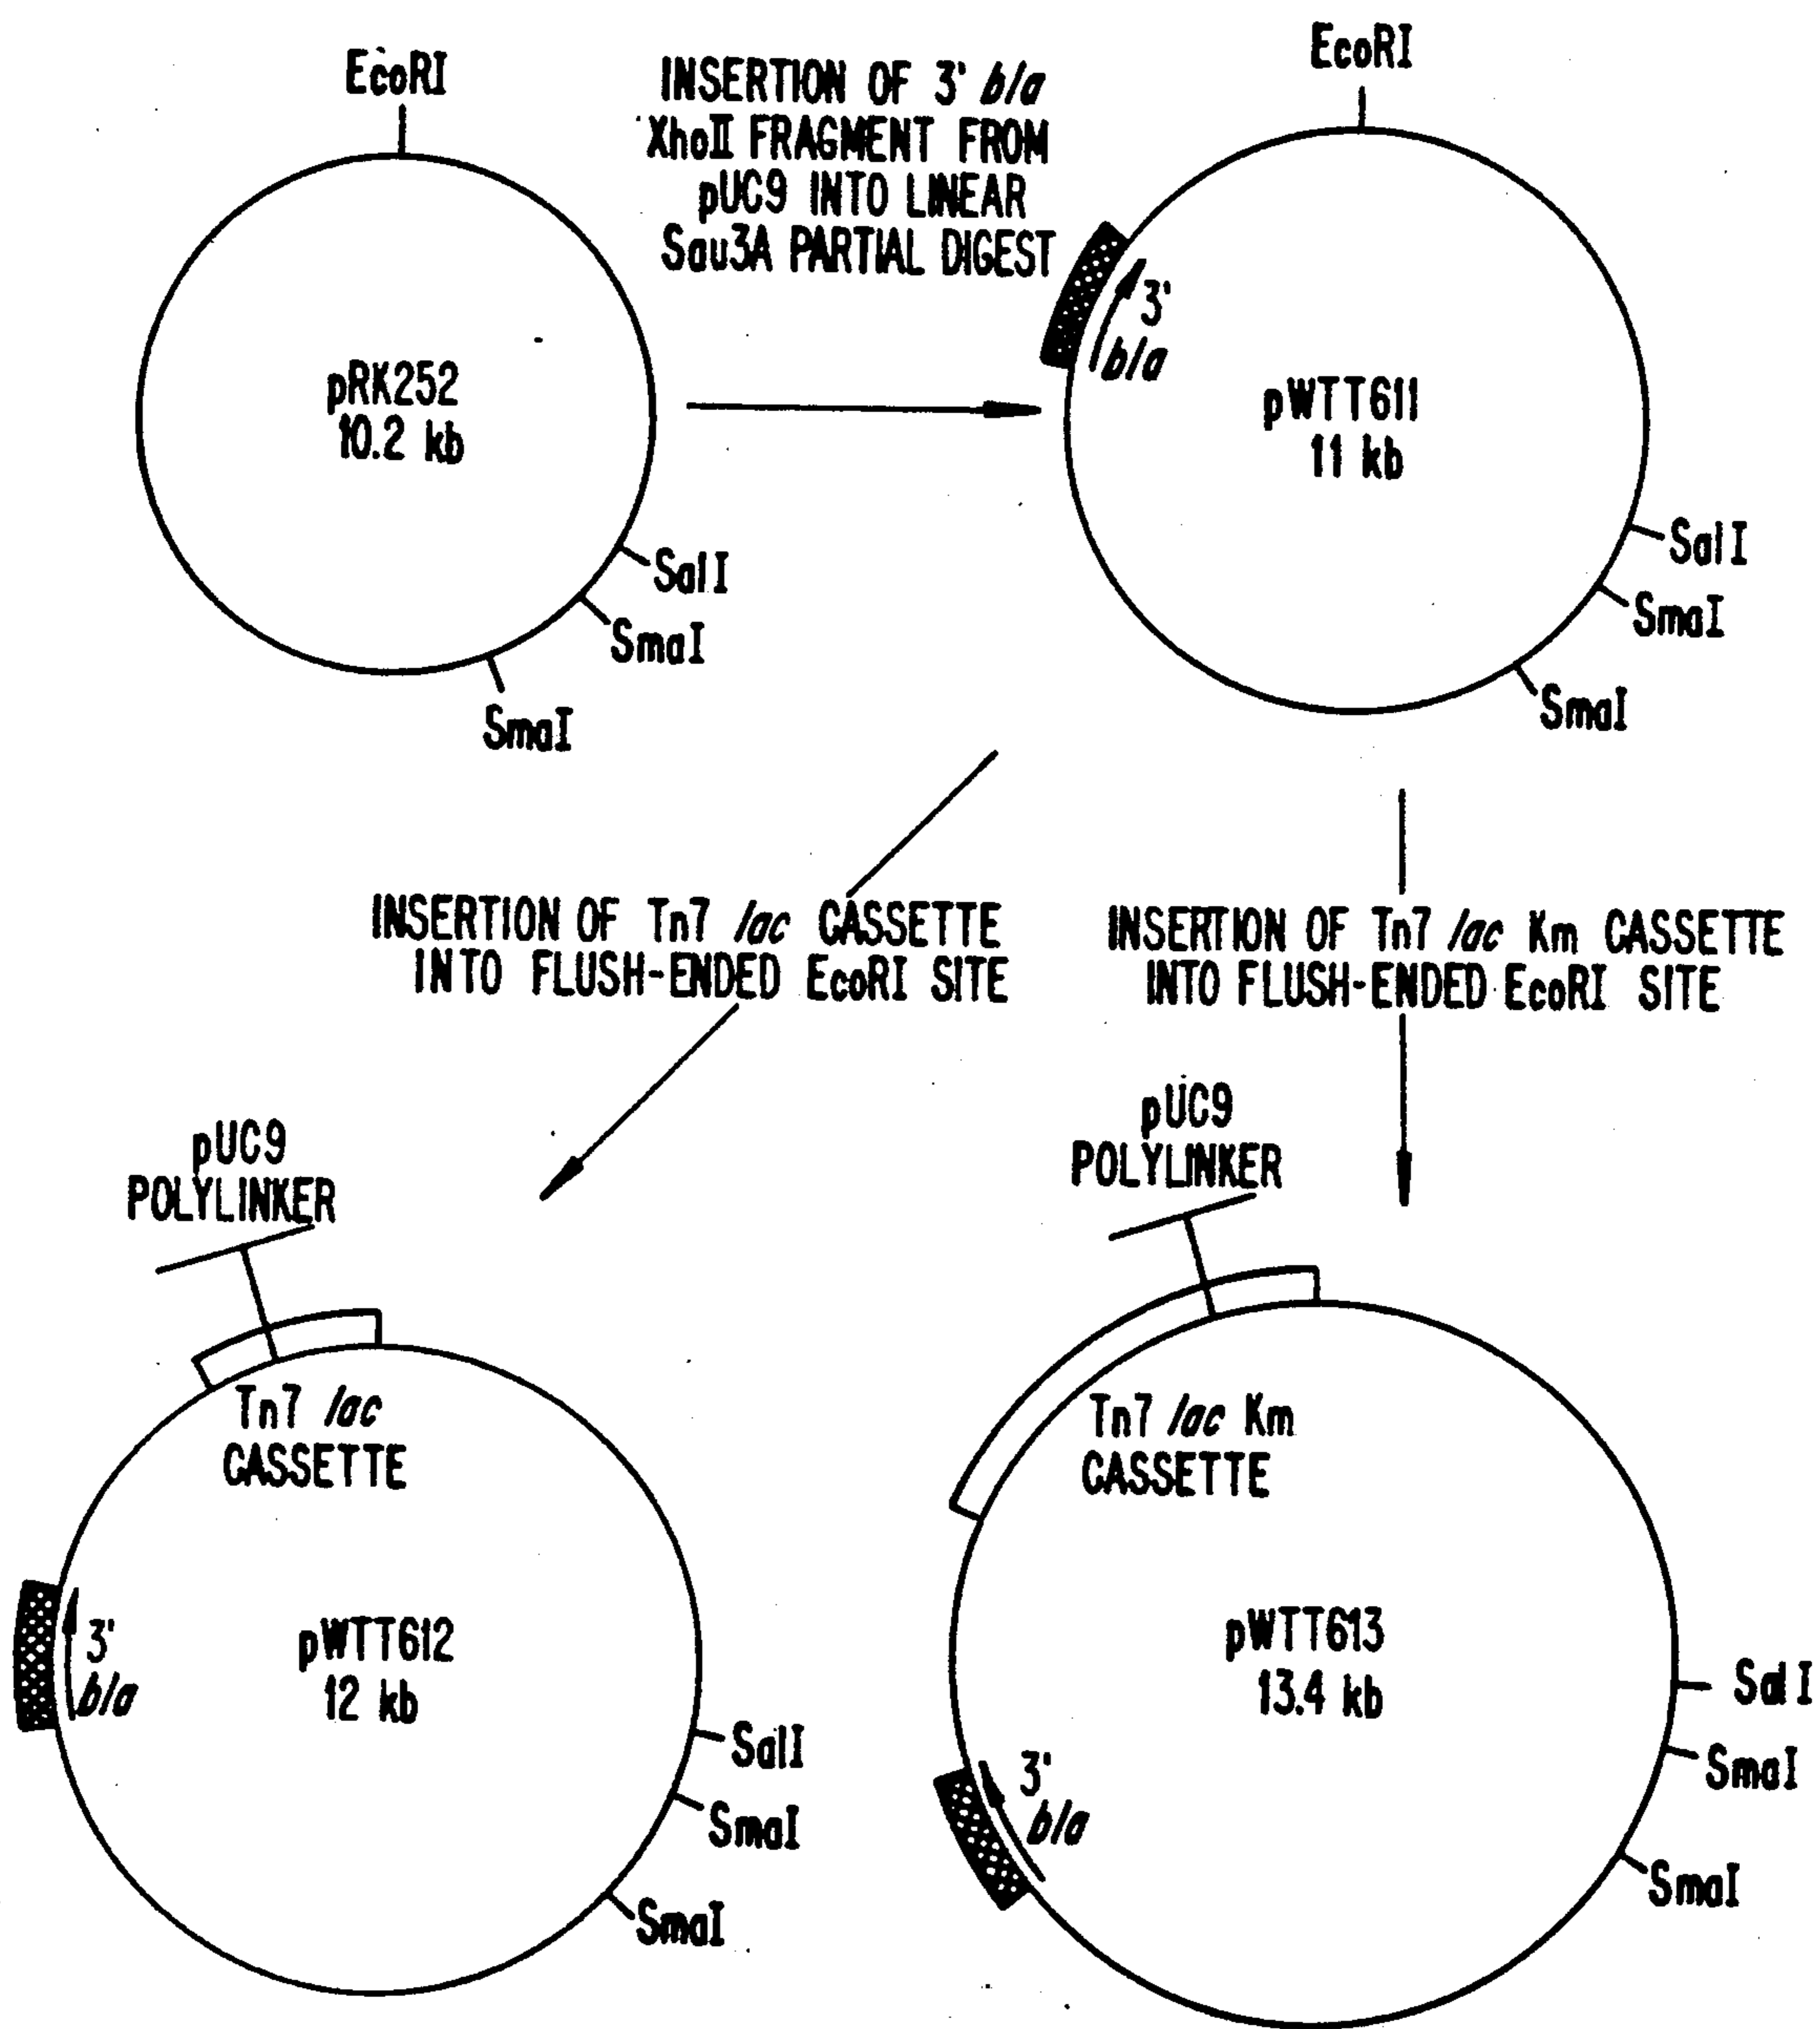 EcoRI
INSERTION OF 3' bla
XhoII FRAGMENT FROM
pUC9 INTO LINEAR
Sau3A PARTIAL DIGEST
EcoRI
pRK252
10.2 kb
SalI
SmaI
SmaI
3'
bla
pWTT611
11 kb
SalI
SmaI
SmaI
INSERTION OF Tn7 lac CASSETTE
INTO FLUSH-ENDED EcoRI SITE
INSERTION OF Tn7 lac Km CASSETTE
INTO FLUSH-ENDED EcoRI SITE
pUC9
POLYLINKER
Tn7 lac
CASSETTE
3'
bla
pWTT612
12 kb
SalI
SmaI
SmaI
pUC9
POLYLINKER
Tn7 lac Km
CASSETTE
pWTT613
13.4 kb
3'
bla
SalI
SmaI
SmaI